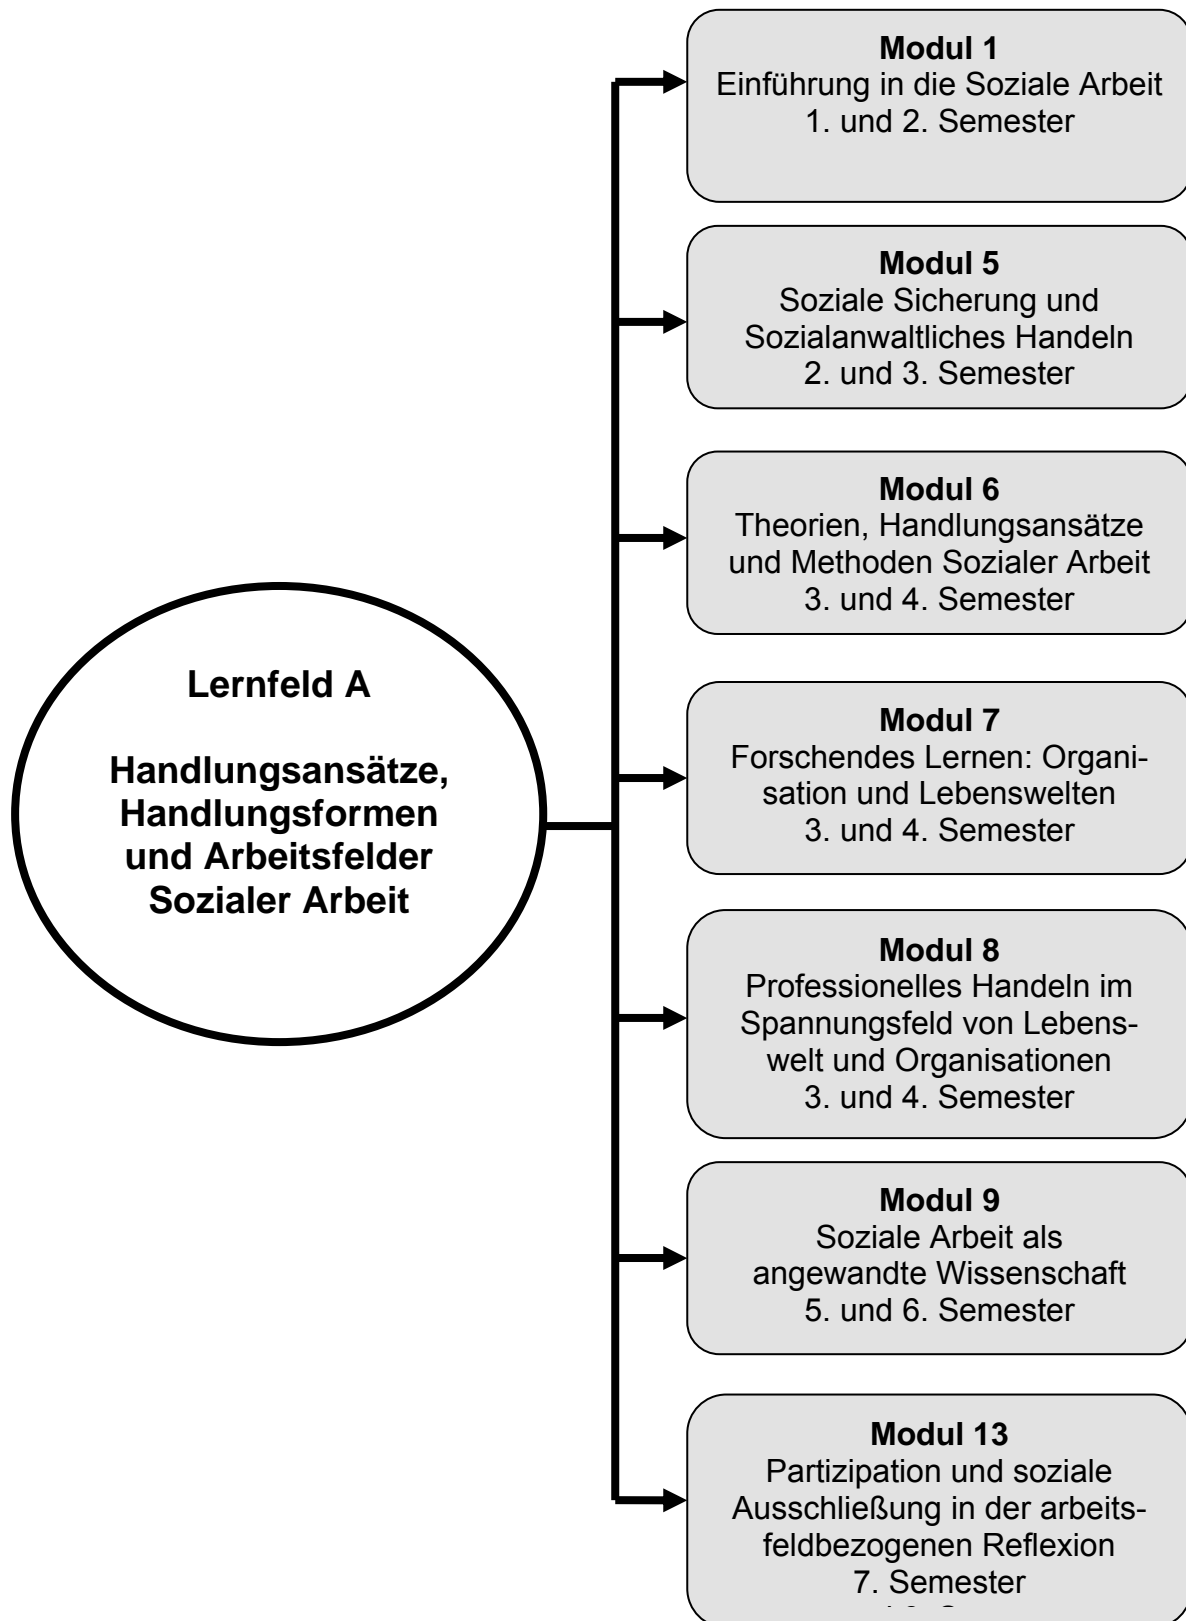 Modul 1
Einführung in die Soziale Arbeit
1. und 2. Semester
Modul 5
Soziale Sicherung und
Sozialanwaltliches Handeln
2. und 3. Semester
Modul 6
Theorien, Handlungsansätze
und Methoden Sozialer Arbeit
3. und 4. Semester
Lernfeld A
Handlungsansätze,
Handlungsformen
und Arbeitsfelder
Sozialer Arbeit
Modul 7
Forschendes Lernen: Organi-
sation und Lebenswelten
3. und 4. Semester
Modul 8
Professionelles Handeln im
Spannungsfeld von Lebens-
welt und Organisationen
3. und 4. Semester
Modul 9
Soziale Arbeit als
angewandte Wissenschaft
5. und 6. Semester
Modul 13
Partizipation und soziale
Ausschließung in der arbeits-
feldbezogenen Reflexion
7. Semester